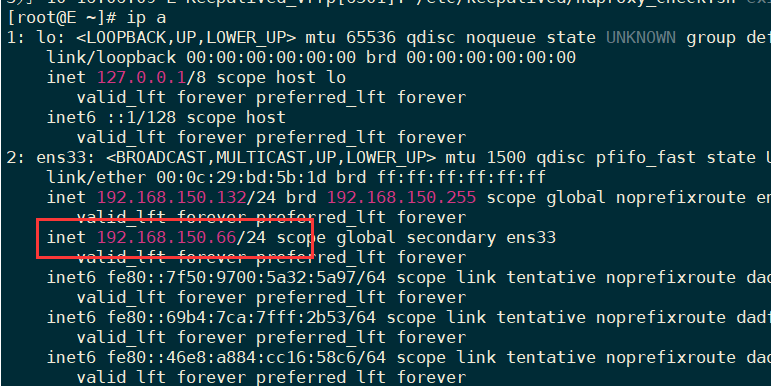 [root@E ~]# ip a
1: lo: <LOOPBACK,UP,LOWER_UP> mtu 65536 qdisc noqueue state UNKNOWN group def
link/loopback 00:00:00:00:00:00 brd 00:00:00:00:00:00
inet 127.0.0.1/8 scope host lo
valid_lft forever preferred_lft forever
inet6 ::1/128 scope host
valid_lft forever preferred_lft forever
2: ens33: <BROADCAST,MULTICAST,UP,LOWER_UP> mtu 1500 qdisc pfifo_fast state U
link/ether 00:0c:29:bd:5b:1d brd ff:ff:ff:ff:ff:ff
inet 192.168.150.132/24 brd 192.168.150.255 scope global noprefixroute en
valid_lft forever preferred_lft forever
inet 192.168.150.66/24 scope global secondary ens33
valid_lft forever preferred_lft forever
inet6 fe80::7f50:9700:5a32:5a97/64 scope link tentative noprefixroute dad
valid_lft forever preferred_lft forever
inet6 fe80::69b4:7ca:7fff:2b53/64 scope link tentative noprefixroute dadf
valid_lft forever preferred_lft forever
inet6 fe80::46e8:a884:cc16:58c6/64 scope link tentative noprefixroute dad
valid_lft forever preferred_lft forever